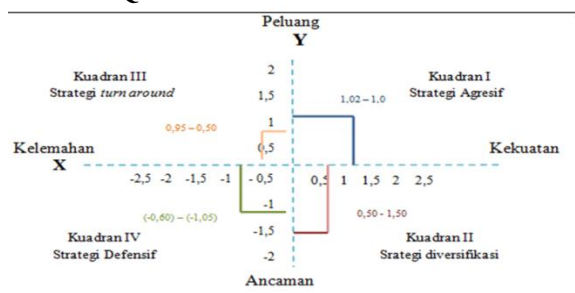 Peluang
Y
Kuadran III
Strategi turn around
2
Kuadran I
Strategi Agresif
1,5
1,02 – 1,0
0,95 – 0,50
1
Kelemahan
X
0,5
Kekuatan
-2,5 -2 -1,5 -1 - 0,5 0,5 1 1,5 2 2,5
-1
(-0,60) – (-1,05)
0,50 - 1,50
-1,5
Kuadran IV
Strategi Defensif
Kuadran II
Srategi diversifikasi
-2
Ancaman